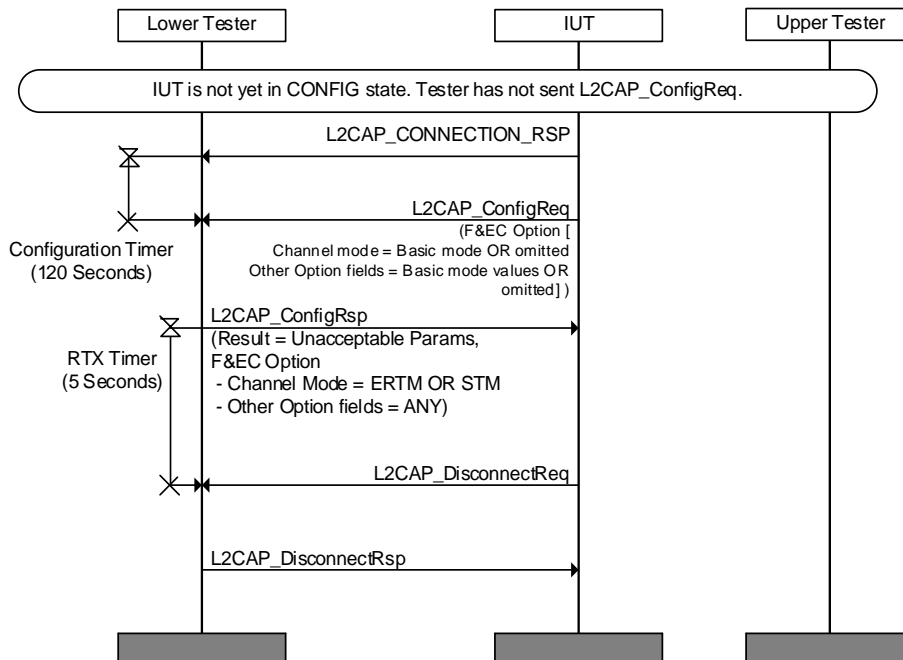 Lower Tester
IUT
Upper Tester
IUT is not yet in CONFIG state. Tester has not sent L2CAP_ConfigReq.
L2CAP_CONNECTION_RSP
L2CAP_ConfigReq
(F&EC Option [
Channel mode = Basic mode OR omitted
Other Option fields = Basic mode values OR
omitted] )
Configuration Timer
(120 Seconds)
L2CAP_ConfigRsp
(Result = Unacceptable Params,
F&EC Option
- Channel Mode = ERTM OR STM
- Other Option fields = ANY)
RTX Timer
(5 Seconds)
L2CAP_DisconnectReq
L2CAP_DisconnectRsp